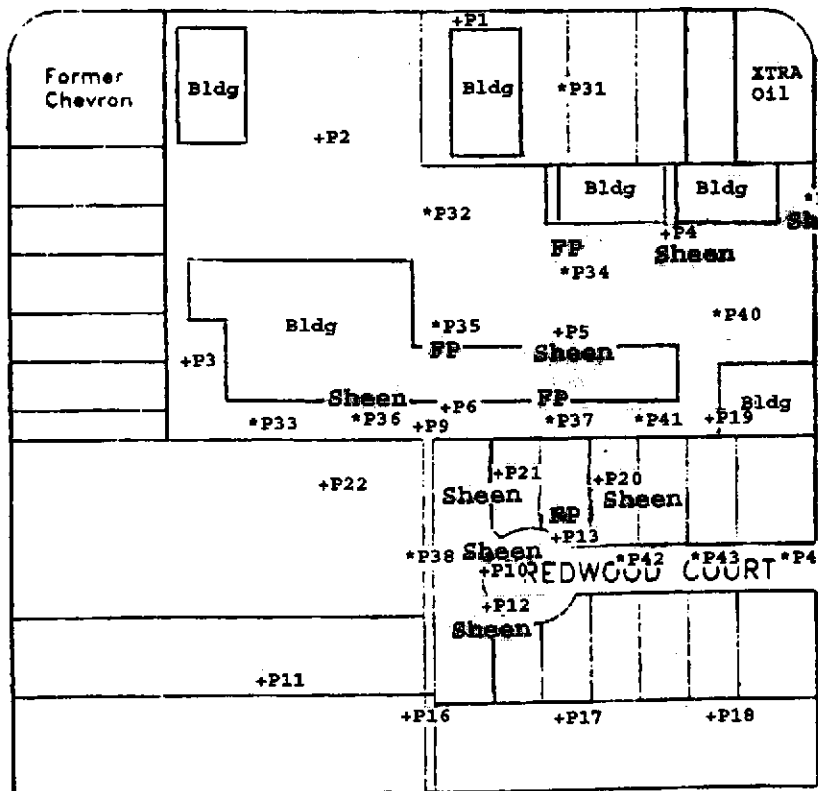 +P1
Former
Chevron
Bldg
Bldg
*P31
XTRA
Oil
+P2
Bldg
Bldg
*P32
+P4
Sheen
FP
*P34
*P40
Bldg
*P35
FP
+P5
Sheen
+P3
Sheen
FP
Bldg
+P6
*P33
*P36
+P9
*P37
*P41
+P19
+P22
+P21
Sheen
+P20
Sheen
FP
+P13
*P38
Sheen
*P42
*P43
+P10
REDWOOD COURT
+P12
Sheen
+P11
+P16
+P17
+P18